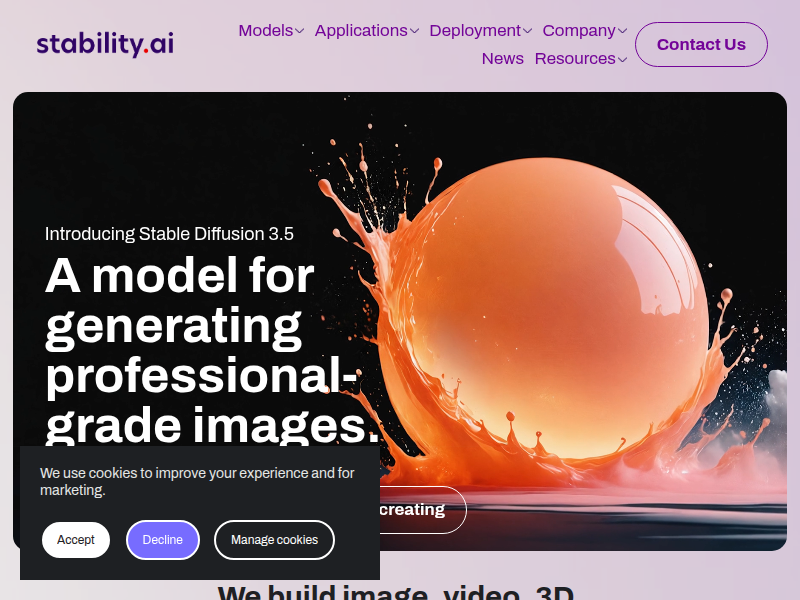 stability.ai
Models Applications Deployment Company
News Resources
Contact Us
Introducing Stable Diffusion 3.5
A model for
generating
professional-
grade images.
creating
We use cookies to improve your experience and for
marketing.
Accept Decline Manage cookies
We build image, video, 3D